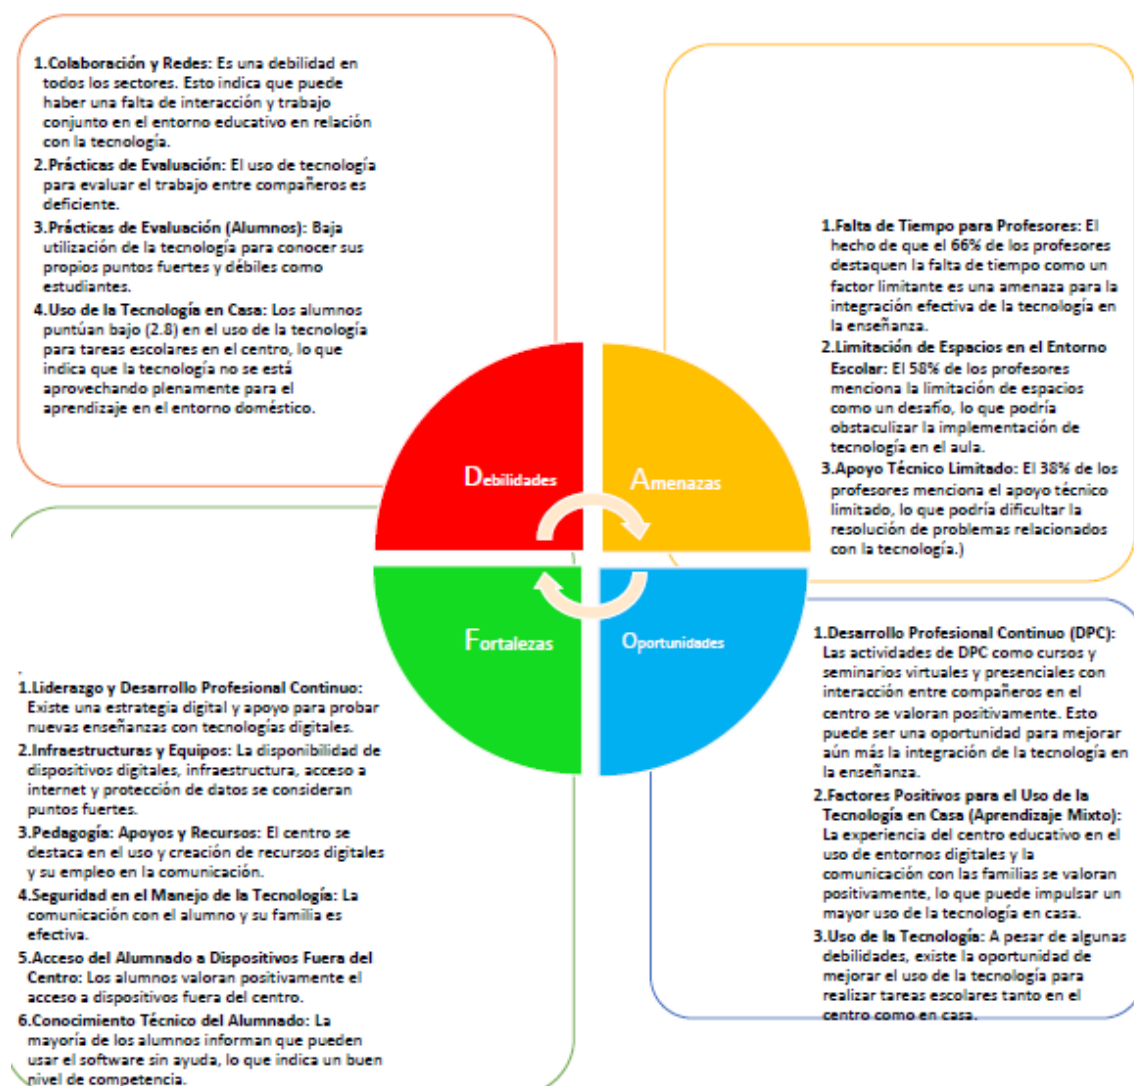 1.Colaboración y Redes: Es una debilidad en
todos los sectores. Esto indica que puede
haber una falta de interacción y trabajo
conjunto en el entorno educativo en relación
con la tecnología.
2.Prácticas de Evaluación: El uso de tecnología
para evaluar el trabajo entre compañeros es
deficiente.
3.Prácticas de Evaluación (Alumnos): Baja
utilización de la tecnología para conocer sus
propios puntos fuertes y débiles como
estudiantes.
4.Uso de la Tecnología en Casa: Los alumnos
puntúan bajo (2.8) en el uso de la tecnología
para tareas escolares en el centro, lo que
indica que la tecnología no se está
aprovechando plenamente para el
aprendizaje en el entorno doméstico.
1.Falta de Tiempo para Profesores: El
hecho de que el 66% de los profesores
destaquen la falta de tiempo como un
factor limitante es una amenaza para la
integración efectiva de la tecnología en
la enseñanza.
2.Limitación de Espacios en el Entorno
Escolar: El 58% de los profesores
menciona la limitación de espacios
como un desafío, lo que podría
obstaculizar la implementación de
tecnología en el aula.
3.Apoyo Técnico Limitado: El 38% de los
profesores menciona el apoyo técnico
limitado, lo que podría dificultar la
resolución de problemas relacionados
con la tecnología.)
Debilidades
Amenazas
Fortalezas
Oportunidades
.
1.Liderazgo y Desarrollo Profesional Continuo:
Existe una estrategia digital y apoyo para probar
nuevas enseñanzas con tecnologías digitales.
2.Infraestructuras y Equipos: La disponibilidad de
dispositivos digitales, infraestructura, acceso a
internet y protección de datos se consideran
puntos fuertes.
3.Pedagogía: Apoyos y Recursos: El centro se
destaca en el uso y creación de recursos digitales
y su empleo en la comunicación.
4.Seguridad en el Manejo de la Tecnología: La
comunicación con el alumno y su familia es
efectiva.
5.Acceso del Alumnado a Dispositivos Fuera del
Centro: Los alumnos valoran positivamente el
acceso a dispositivos fuera del centro.
6.Conocimiento Técnico del Alumnado: La
mayoría de los alumnos informan que pueden
usar el software sin ayuda, lo que indica un buen
nivel de competencia.
1.Desarrollo Profesional Continuo (DPC):
Las actividades de DPC como cursos y
seminarios virtuales y presenciales con
interacción entre compañeros en el
centro se valoran positivamente. Esto
puede ser una oportunidad para mejorar
aún más la integración de la tecnología en
la enseñanza.
2.Factores Positivos para el Uso de la
Tecnología en Casa (Aprendizaje Mixto):
La experiencia del centro educativo en el
uso de entornos digitales y la
comunicación con las familias se valoran
positivamente, lo que puede impulsar un
mayor uso de la tecnología en casa.
3.Uso de la Tecnología: A pesar de algunas
debilidades, existe la oportunidad de
mejorar el uso de la tecnología para
realizar tareas escolares tanto en el
centro como en casa.